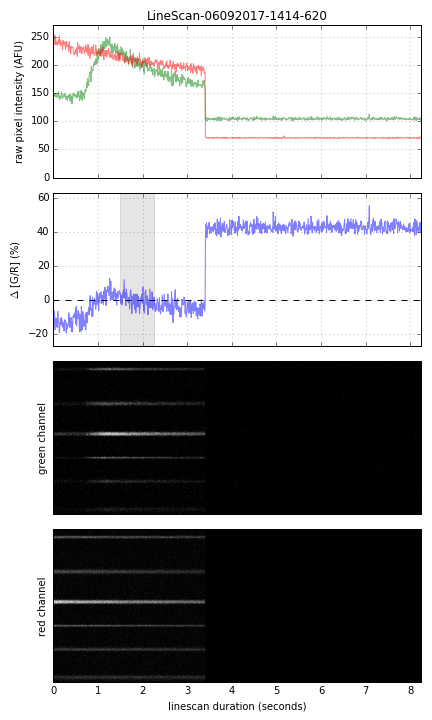 LineScan-06092017-1414-620
raw pixel intensity (AFU)
250
200
150
100
50
0
Δ [G/R] (%)
60
40
20
0
−20
green channel
red channel
0 1 2 3 4 5 6 7 8
linescan duration (seconds)